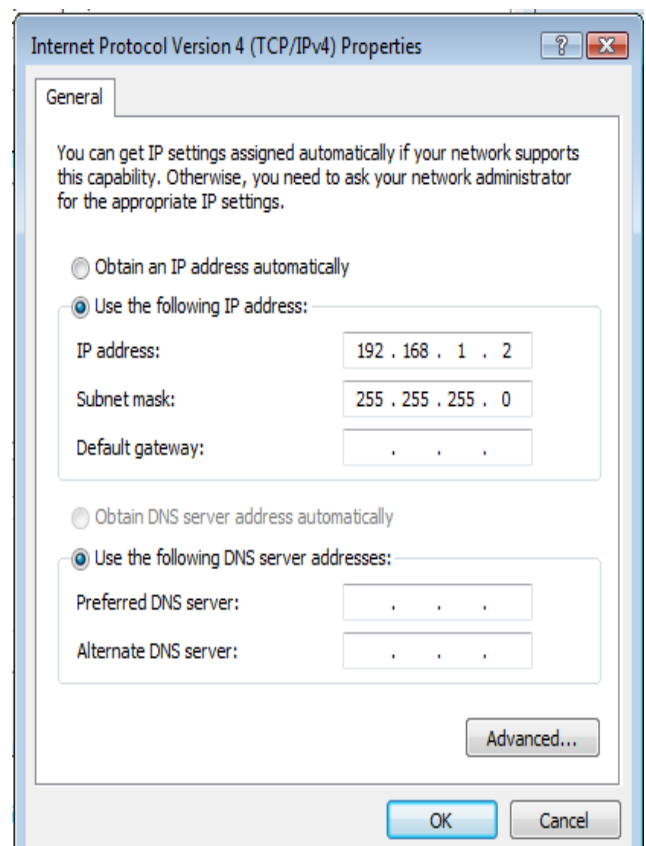 Internet Protocol Version 4 (TCP/IPv4) Properties
General
You can get IP settings assigned automatically if your network supports
this capability. Otherwise, you need to ask your network administrator
for the appropriate IP settings.
Obtain an IP address automatically
Use the following IP address:
IP address: 192 . 168 . 1 . 2
Subnet mask: 255 . 255 . 255 . 0
Default gateway: . . .
Obtain DNS server address automatically
Use the following DNS server addresses:
Preferred DNS server: . . .
Alternate DNS server: . . .
Advanced...
OK Cancel